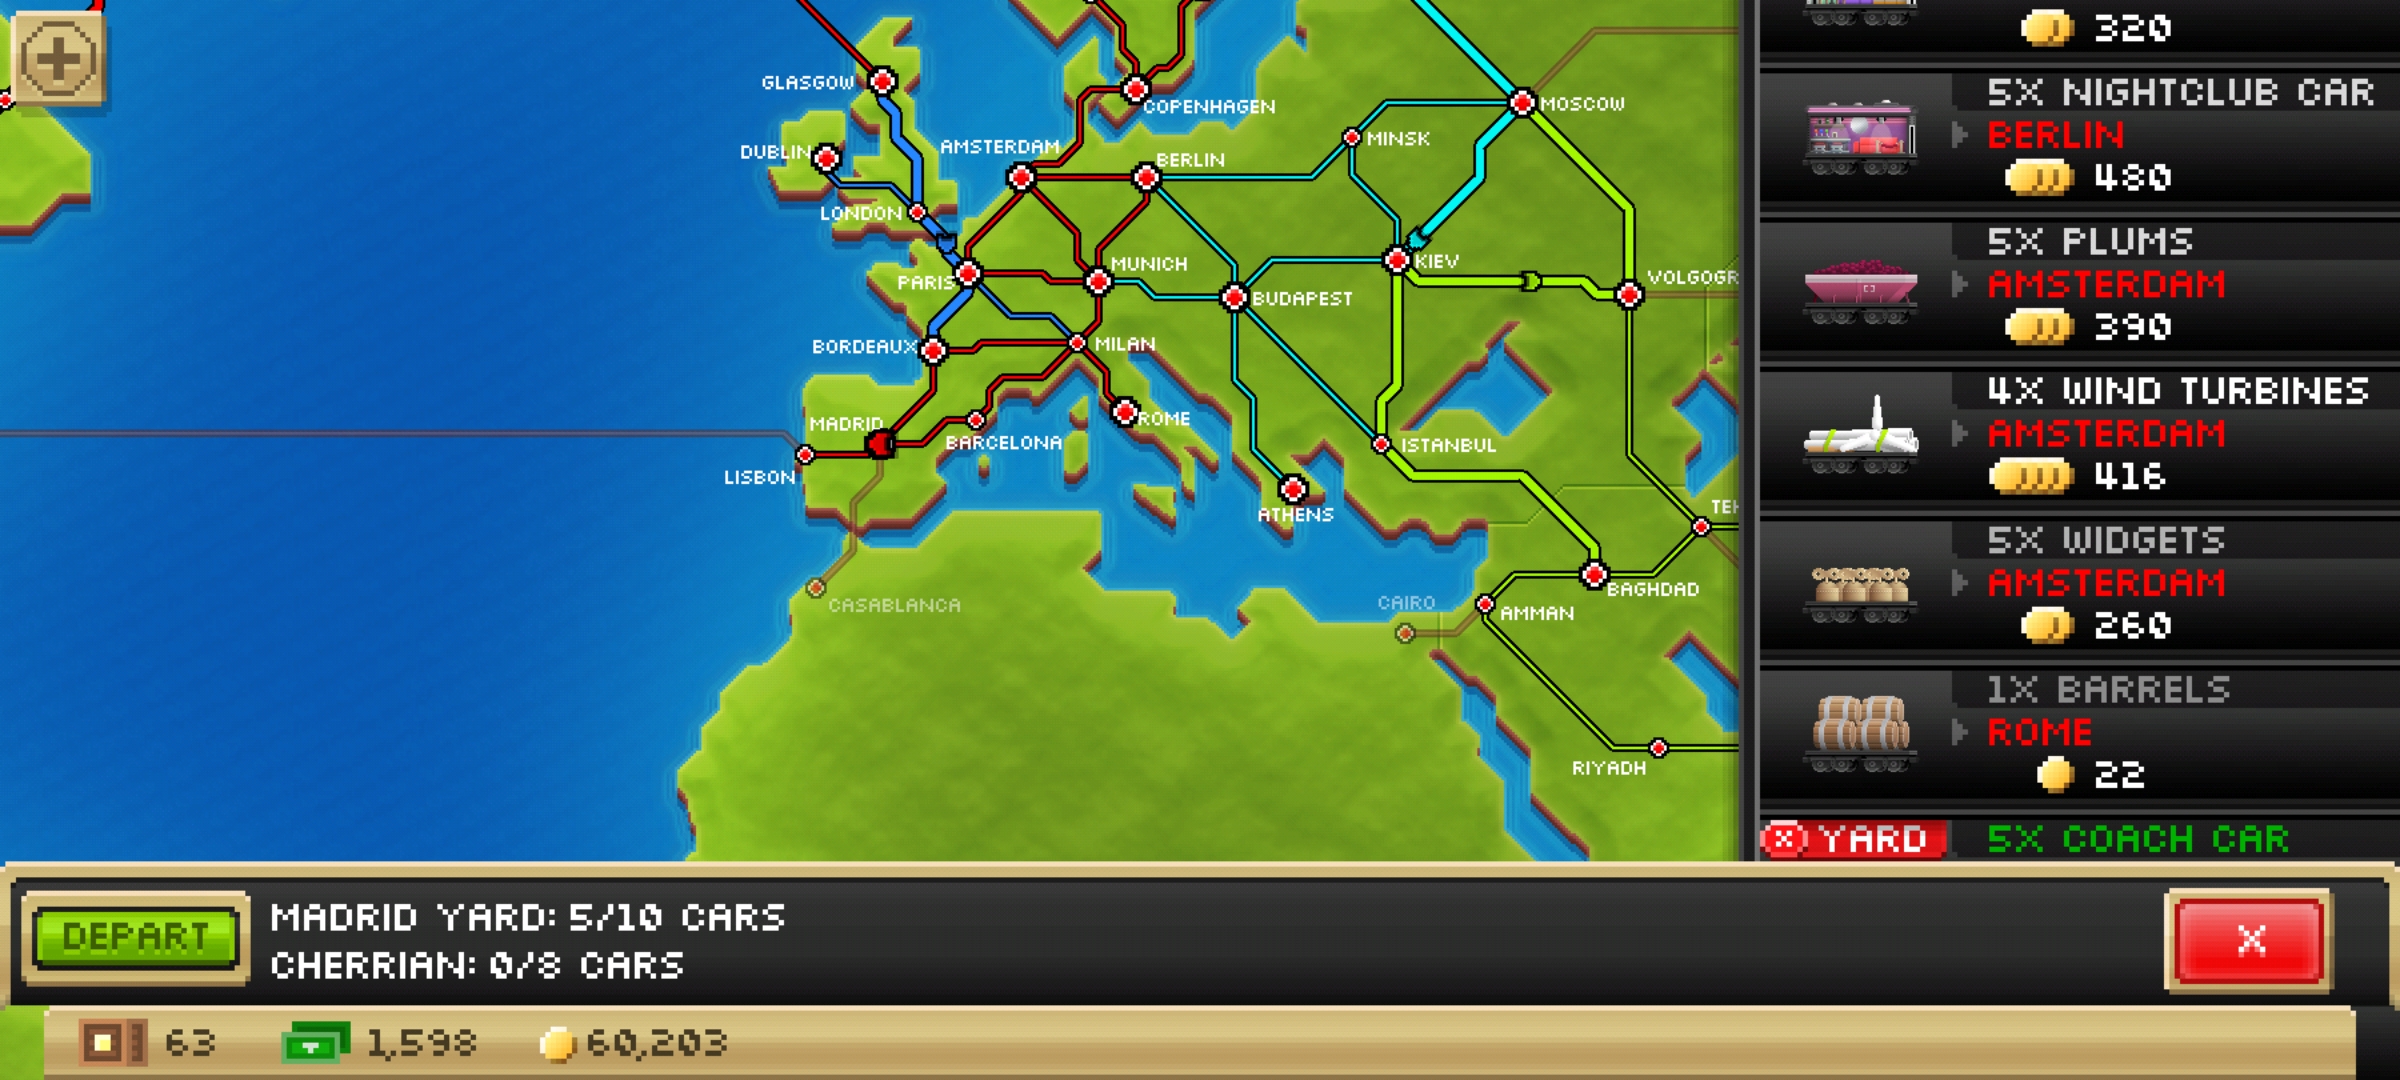 GLASGOW
COPENHAGEN
MOSCOW
MINSK
DUBLIN
AMSTERDAM
BERLIN
LONDON
PARIS
MUNICH
KIEV
BUDAPEST
BORDEAUX
MILAN
MADRID
BARCELONA
ROME
ISTANBUL
LISBON
ATHENS
CASABLANCA
CAIRO
AMMAN
BAGHDAD
RIYADH
VOLGOGR
TEH
320
5X NIGHTCLUB CAR
BERLIN
480
5X PLUMS
AMSTERDAM
390
4X WIND TURBINES
AMSTERDAM
416
5X WIDGETS
AMSTERDAM
260
1X BARRELS
ROME
22
X YARD 5X COACH CAR
DEPART
MADRID YARD: 5/10 CARS
CHERRIAN: 0/8 CARS
X
63 1,598 60,203